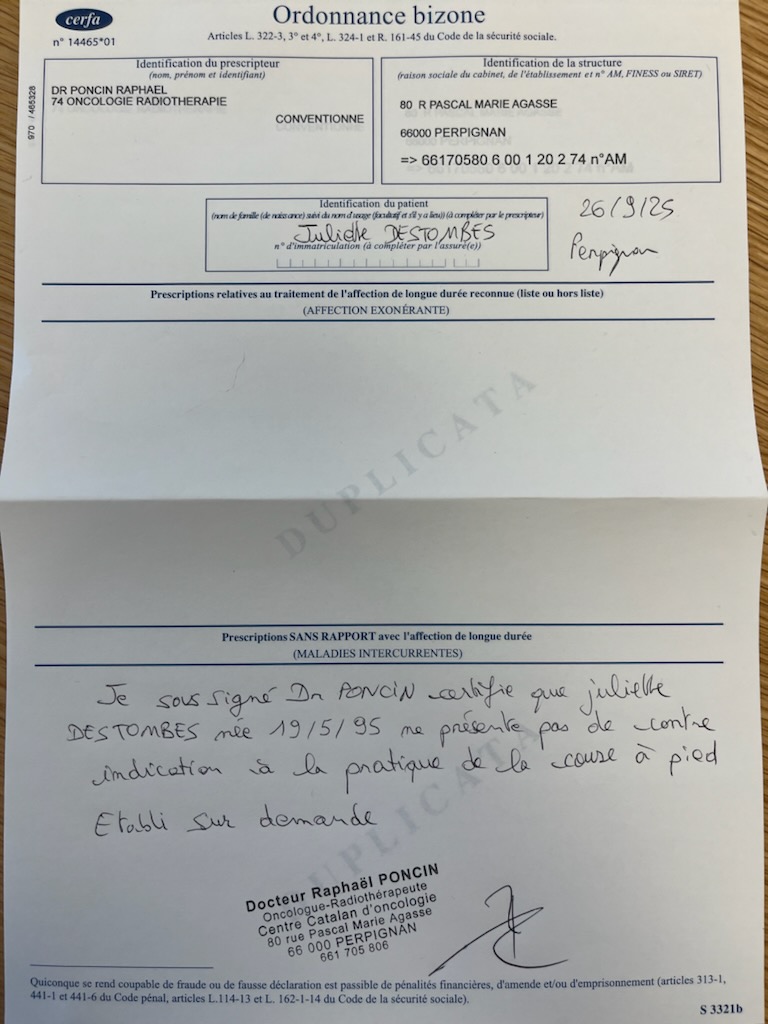 cerfa
n° 14465*01
Ordonnance bizone
Articles L. 322-3, 3° et 4°, L. 324-1 et R. 161-45 du Code de la sécurité sociale.
970 / 465328
Identification du prescripteur
(nom, prénom et identifiant)
DR PONCIN RAPHAEL
74 ONCOLOGIE RADIOTHERAPIE
CONVENTIONNE
Identification de la structure
(raison sociale du cabinet, de l'établissement et n° AM, FINESS ou SIRET)
80 R PASCAL MARIE AGASSE
66000 PERPIGNAN
=> 66170580 6 00 1 20 2 74 n°AM
Identification du patient
(nom de famille (de naissance) suivi du nom d'usage (facultatif et s'il y a lieu)) (à compléter par le prescripteur)
Juliette DESTOMBES
n° d'immatriculation (à compléter par l'assuré(e))
26/9/25
Perpignan
Prescriptions relatives au traitement de l'affection de longue durée reconnue (liste ou hors liste)
(AFFECTION EXONÉRANTE)
DUPLICATA
Prescriptions SANS RAPPORT avec l'affection de longue durée
(MALADIES INTERCURRENTES)
Je soussigné Dr PONCIN certifie que juliette
DESTOMBES née 19/5/95 ne présente pas de contre
indication à la pratique de la couse à pied
Etabli sur demande
DUPLICATA
Docteur Raphaël PONCIN
Oncologue-Radiothérapeute
Centre Catalan d'oncologie
80 rue Pascal Marie Agasse
66 000 PERPIGNAN
661 705 806
Quiconque se rend coupable de fraude ou de fausse déclaration est passible de pénalités financières, d'amende et/ou d'emprisonnement (articles 313-1,
441-1 et 441-6 du Code pénal, articles L.114-13 et L. 162-1-14 du Code de la sécurité sociale).
S 3321b